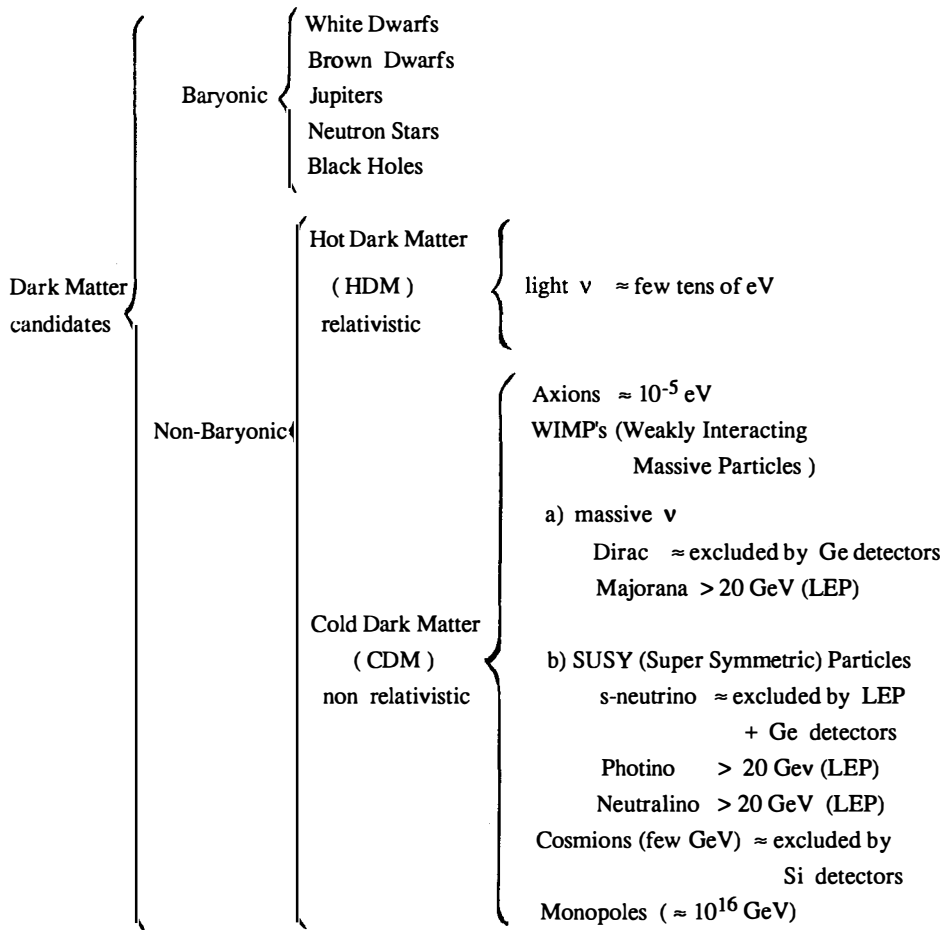 White Dwarfs
Brown Dwarfs
Baryonic
Jupiters
Neutron Stars
Black Holes
Dark Matter
candidates
Non-Baryonic
Hot Dark Matter
( HDM )
relativistic
light ν ≈ few tens of eV
Cold Dark Matter
( CDM )
non relativistic
Axions ≈ 10⁻⁵ eV
WIMP's (Weakly Interacting
Massive Particles )
a) massive ν
Dirac ≈ excluded by Ge detectors
Majorana > 20 GeV (LEP)
b) SUSY (Super Symmetric) Particles
s-neutrino ≈ excluded by LEP
+ Ge detectors
Photino > 20 Gev (LEP)
Neutralino > 20 GeV (LEP)
Cosmions (few GeV) ≈ excluded by
Si detectors
Monopoles ( ≈ 10¹⁶ GeV)